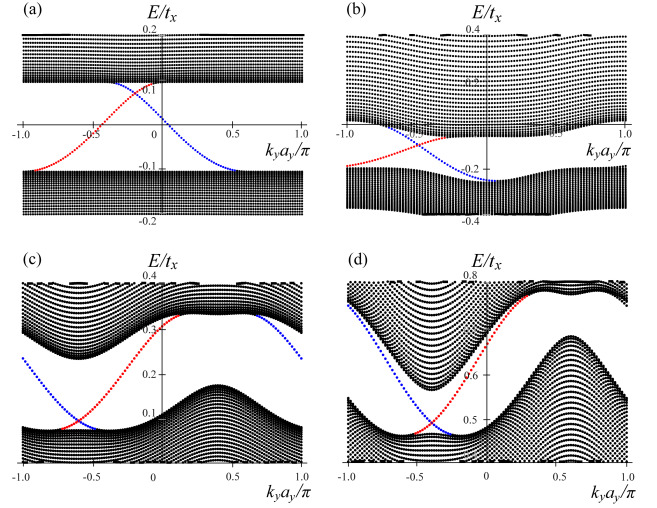 (a) E/t_x (b) E/t_x
0.2 0.4
0.1 0.2
-1.0 -0.5 0 0.5 1.0 -1.0 -0.5 0 0.5 1.0
k_y a_y/π k_y a_y/π
-0.1 -0.2
-0.2 -0.4
(c) E/t_x (d) E/t_x
0.4 0.8
0.3
0.2 0.6
0.1 0.5
-1.0 -0.5 0 0.5 1.0 -1.0 -0.5 0 0.5 1.0
k_y a_y/π k_y a_y/π